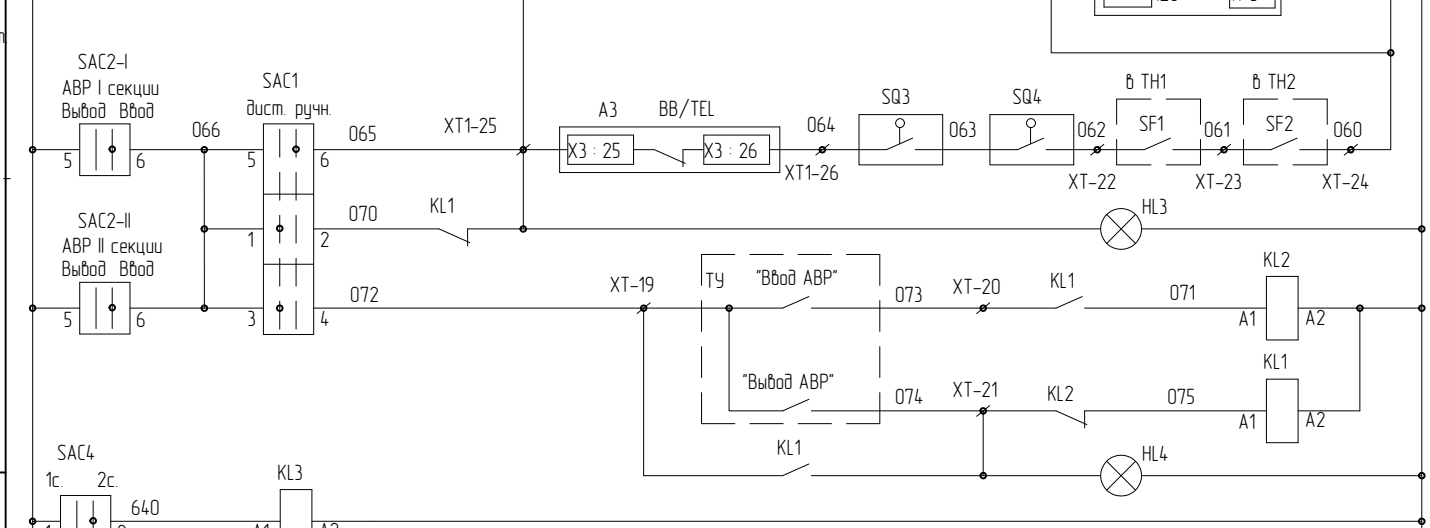 SAC2-I
АВР I секции
Вывод Ввод
5
6
066
SAC1
дист. ручн.
5
6
065
XT1-25
A3
BB/TEL
X3 : 25
X3 : 26
064
XT1-26
SQ3
063
SQ4
062
XT-22
в ТН1
SF1
061
XT-23
в ТН2
SF2
060
XT-24
SAC2-II
АВР II секции
Вывод Ввод
5
6
1
2
070
KL1
HL3
3
4
072
XT-19
ТУ
"Ввод АВР"
073
XT-20
KL1
071
KL2
A1
A2
"Вывод АВР"
074
XT-21
KL2
075
KL1
A1
A2
KL1
HL4
SAC4
1с.
2с.
640
KL3
A1
A2